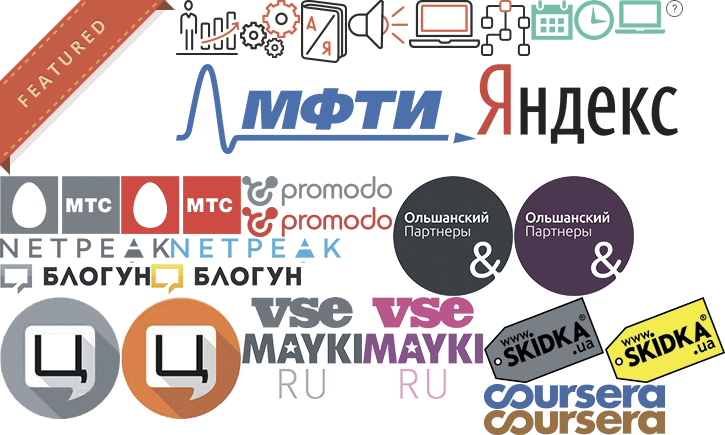 FEATURED
А
Я
?
МФТИ
Яндекс
МТС
МТС
promodo
promodo
NETPEAK
NETPEAK
БЛОГУН
БЛОГУН
Ольшанский
Партнеры
&
Ольшанский
Партнеры
&
Ц
Ц
vse
MAYKI
RU
vse
MAYKI
RU
www.
SKIDKA®
.ua
www.
SKIDKA®
.ua
coursera
coursera